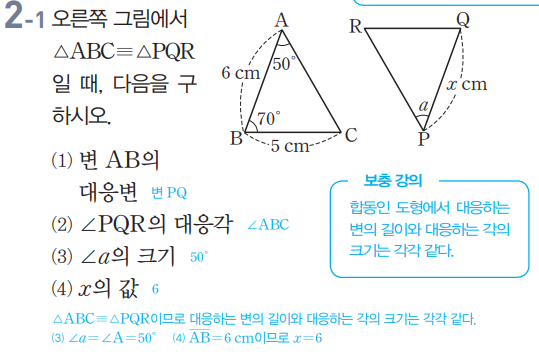 2-1 오른쪽 그림에서
△ABC≡△PQR
일 때, 다음을 구
하시오.
A
50°
6 cm
70°
B
5 cm
C
R
Q
x cm
a
P
(1) 변 AB의
대응변 변 PQ
(2) ∠PQR의 대응각 ∠ABC
(3) ∠a의 크기 50°
(4) x의 값 6
보충 강의
합동인 도형에서 대응하는
변의 길이와 대응하는 각의
크기는 각각 같다.
△ABC≡△PQR이므로 대응하는 변의 길이와 대응하는 각의 크기는 각각 같다.
(3) ∠a=∠A=50° (4) A̅B̅=6 cm이므로 x=6